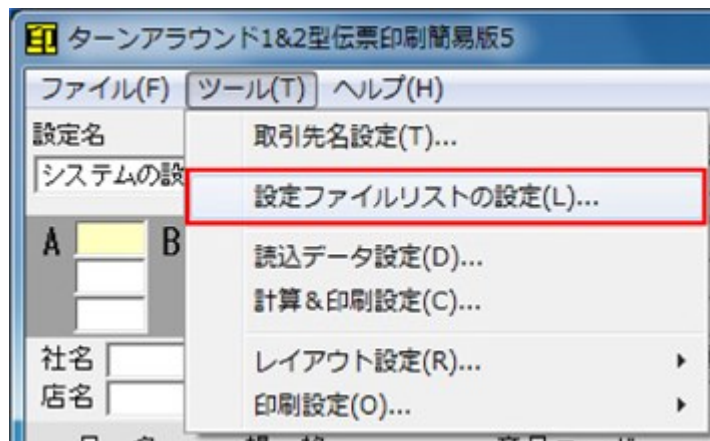 印 ターンアラウンド1&2型伝票印刷簡易版5
ファイル(F) ツール(T) ヘルプ(H)
設定名
システムの設
取引先名設定(T)...
設定ファイルリストの設定(L)...
読込データ設定(D)...
計算&印刷設定(C)...
レイアウト設定(R)...
印刷設定(O)...
A B
社名
店名